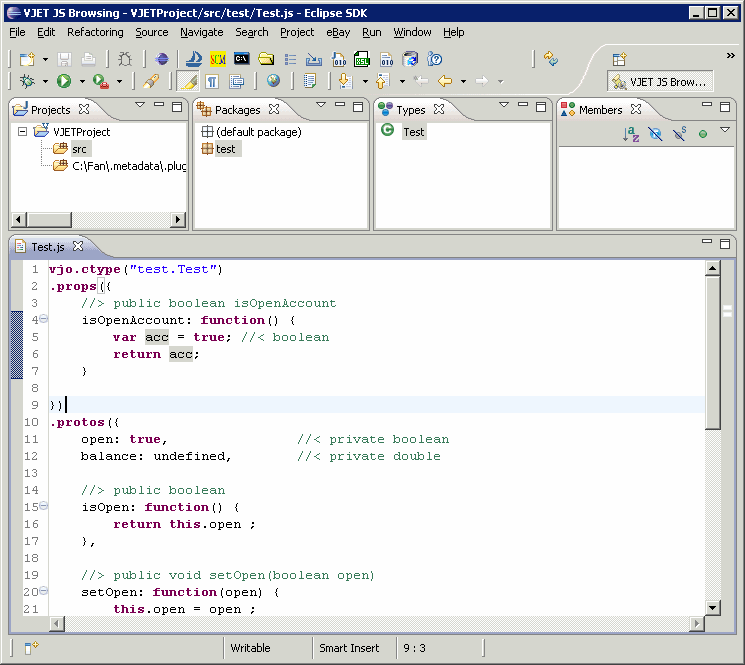 VJET JS Browsing - VJETProject/src/test/Test.js - Eclipse SDK
File Edit Refactoring Source Navigate Search Project eBay Run Window Help
VJET JS Brow...
Projects
Packages
Types
Members
VJETProject
src
C:\Fan\.metadata\.plug
(default package)
test
Test
Test.js
1 vjo.ctype("test.Test")
2 .props({
3 //> public boolean isOpenAccount
4 isOpenAccount: function() {
5 var acc = true; //< boolean
6 return acc;
7 }
8
9 })
10 .protos({
11 open: true, //< private boolean
12 balance: undefined, //< private double
13
14 //> public boolean
15 isOpen: function() {
16 return this.open ;
17 },
18
19 //> public void setOpen(boolean open)
20 setOpen: function(open) {
21 this.open = open ;
Writable Smart Insert 9 : 3